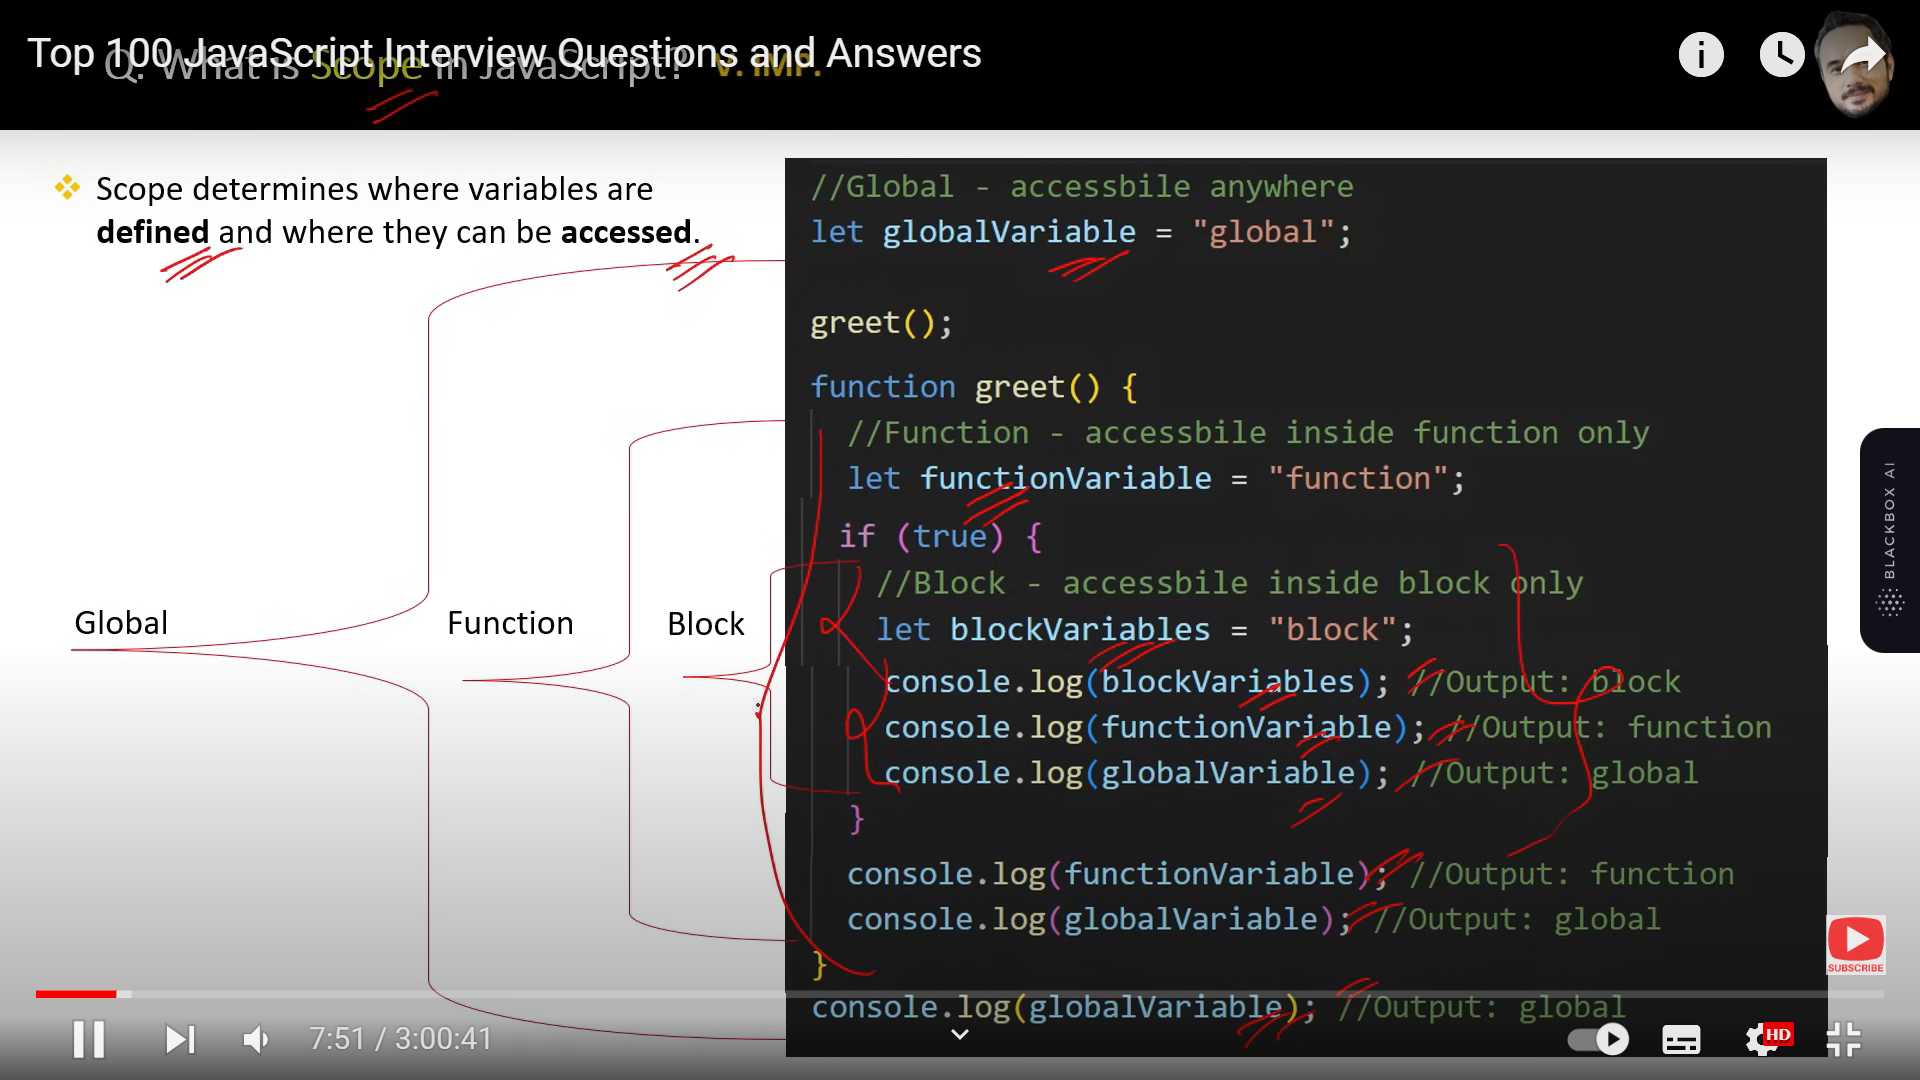 Top 100 JavaScript Interview Questions and Answers
Q. What is Scope in JavaScript? V. IMP.
Scope determines where variables are
defined and where they can be accessed.
Global
Function
Block
//Global - accessbile anywhere
let globalVariable = "global";
greet();
function greet() {
//Function - accessbile inside function only
let functionVariable = "function";
if (true) {
//Block - accessbile inside block only
let blockVariables = "block";
console.log(blockVariables); //Output: block
console.log(functionVariable); //Output: function
console.log(globalVariable); //Output: global
}
console.log(functionVariable); //Output: function
console.log(globalVariable); //Output: global
}
console.log(globalVariable); //Output: global
BLACKBOX AI
SUBSCRIBE
7:51 / 3:00:41
HD